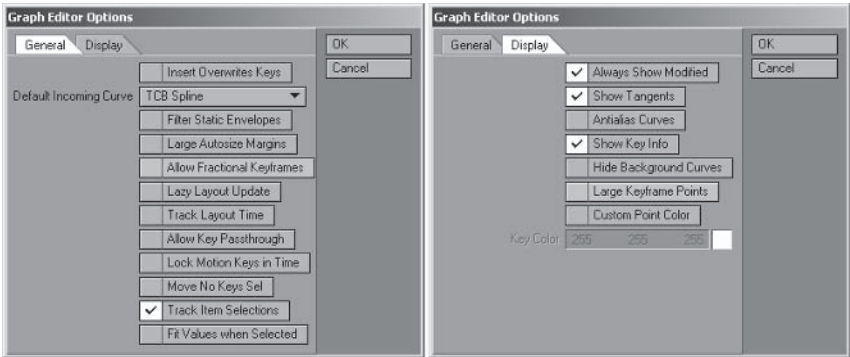 Graph Editor Options
General Display
OK
Cancel
Insert Overwrites Keys
Default Incoming Curve TCB Spline
Filter Static Envelopes
Large Autosize Margins
Allow Fractional Keyframes
Lazy Layout Update
Track Layout Time
Allow Key Passthrough
Lock Motion Keys in Time
Move No Keys Sel
Track Item Selections
Fit Values when Selected
Graph Editor Options
General Display
OK
Cancel
Always Show Modified
Show Tangents
Antialias Curves
Show Key Info
Hide Background Curves
Large Keyframe Points
Custom Point Color
Key Color 255 255 255